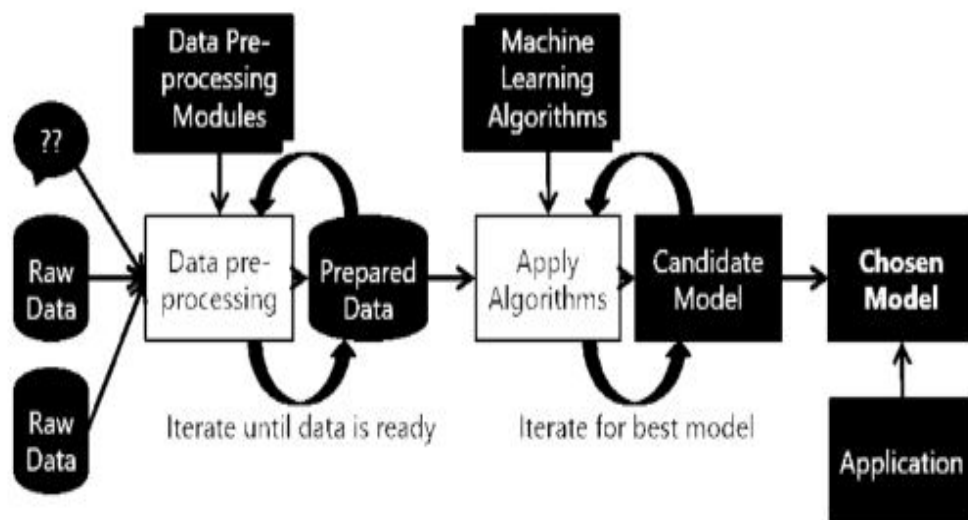 Data Pre-
processing
Modules
Machine
Learning
Algorithms
??
Raw
Data
Data pre-
processing
Prepared
Data
Apply
Algorithms
Candidate
Model
Chosen
Model
Raw
Data
Iterate until data is ready
Iterate for best model
Application